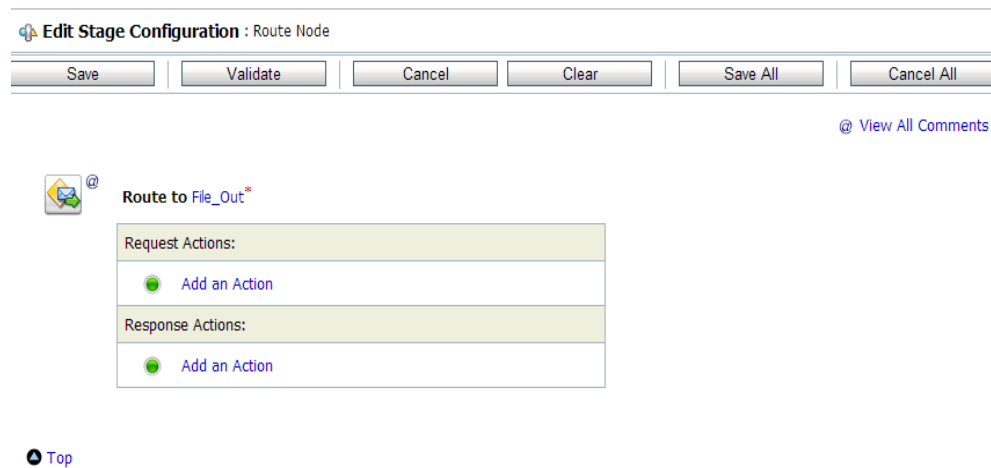 Edit Stage Configuration : Route Node
Save Validate Cancel Clear Save All Cancel All
@ View All Comments
@
Route to File_Out*
Request Actions:
Add an Action
Response Actions:
Add an Action
Top